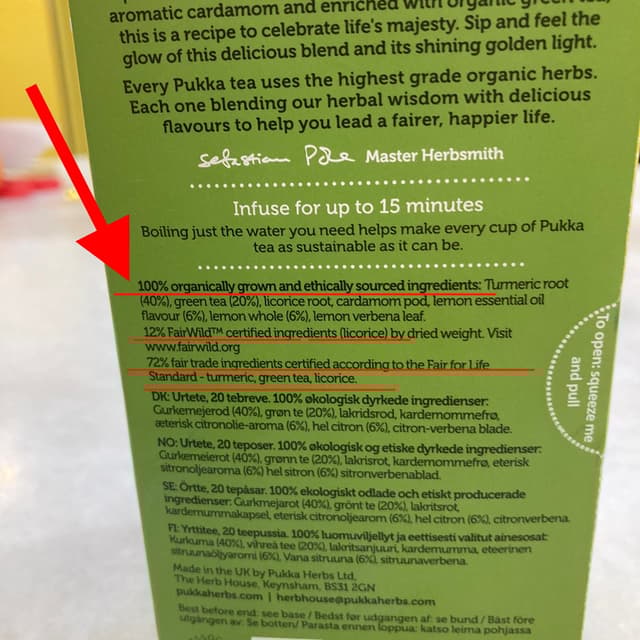 aromatic cardamom and enriched with organic green tea,
this is a recipe to celebrate life's majesty. Sip and feel the
glow of this delicious blend and its shining golden light.
Every Pukka tea uses the highest grade organic herbs.
Each one blending our herbal wisdom with delicious
flavours to help you lead a fairer, happier life.
Sebastian Pole Master Herbsmith
Infuse for up to 15 minutes
Boiling just the water you need helps make every cup of Pukka
tea as sustainable as it can be.
100% organically grown and ethically sourced ingredients: Turmeric root
(40%), green tea (20%), licorice root, cardamom pod, lemon essential oil
flavour (6%), lemon whole (6%), lemon verbena leaf.
12% FairWild™ certified ingredients (licorice) by dried weight. Visit
www.fairwild.org
72% fair trade ingredients certified according to the Fair for Life
Standard - turmeric, green tea, licorice.
To open: squeeze me
and pull
DK: Urtete, 20 tebreve. 100% økologisk dyrkede ingredienser:
Gurkemejerod (40%), grøn te (20%), lakridsrod, kardemommefrø,
æterisk citronolie-aroma (6%), hel citron (6%), citron-verbena blade.
NO: Urtete, 20 teposer. 100% økologisk og etiske dyrkede ingredienser:
Gurkemeierot (40%), grønn te (20%), lakrisrot, kardemommefrø, eterisk
sitronoljearoma (6%) hel sitron (6%) sitronverbenablad.
SE: Örtte, 20 tepåsar. 100% ekologiskt odlade och etiskt producerade
ingredienser: Gurkmejarot (40%), grönt te (20%), lakritsrot,
kardemummakapsel, eterisk citronoljearom (6%), hel citron (6%), citronverbena.
FI: Yrttitee, 20 teepussia. 100% luomuviljellyt ja eettisesti valitut ainesosat:
Kurkuma (40%), vihreä tee (20%), lakritsanjuuri, kardemumma, eteerinen
sitruunaöljyaromi (6%), Vana sitruuna (6%), sitruunaverbena.
Made in the UK by Pukka Herbs Ltd,
The Herb House, Keynsham, BS31 2GN
pukkaherbs.com | herbhouse@pukkaherbs.com
Best before end: see base / Bedst før udgangen af: se bund / Bäst före
utgången av: Se botten/ Parasta ennen loppua: katso leima pohjassa